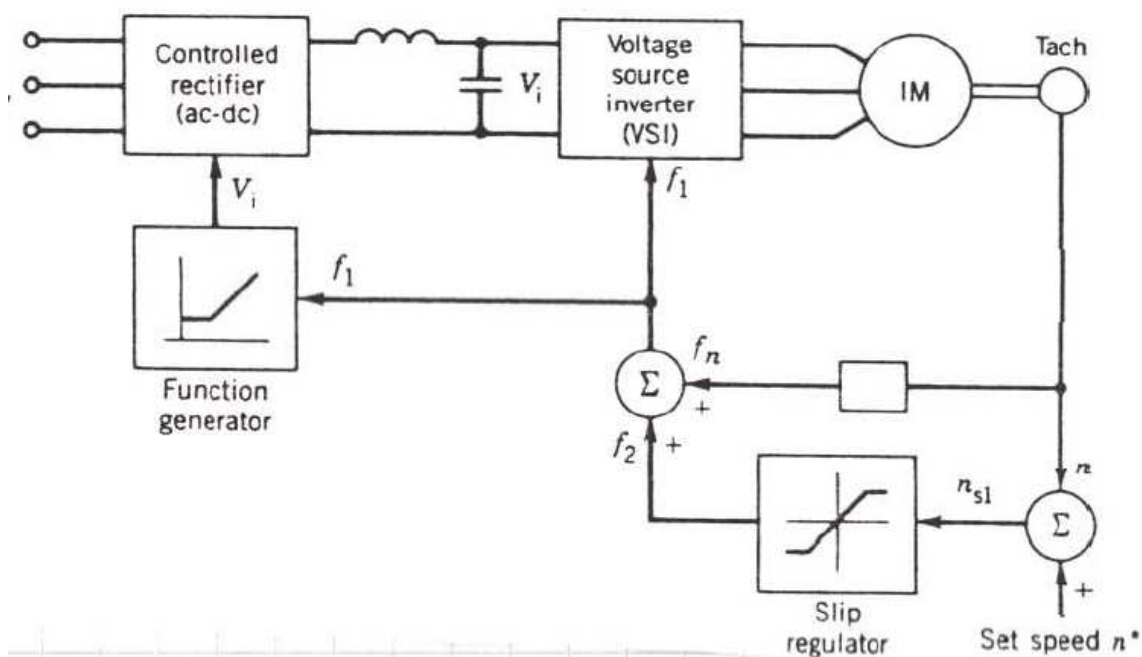 Controlled
rectifier
(ac-dc)
V_i
Voltage
source
inverter
(VSI)
IM
Tach
V_i
f_1
f_1
Function
generator
Σ
f_n
+
f_2
+
n_sl
n
Σ
+
Slip
regulator
Set speed n*